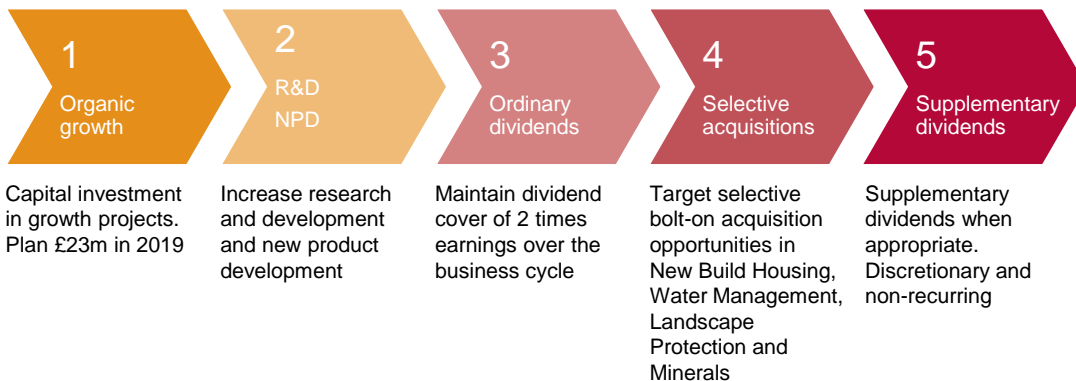 1
Organic
growth
2
R&D
NPD
3
Ordinary
dividends
4
Selective
acquisitions
5
Supplementary
dividends
Capital investment
in growth projects.
Plan £23m in 2019
Increase research
and development
and new product
development
Maintain dividend
cover of 2 times
earnings over the
business cycle
Target selective
bolt-on acquisition
opportunities in
New Build Housing,
Water Management,
Landscape
Protection and
Minerals
Supplementary
dividends when
appropriate.
Discretionary and
non-recurring